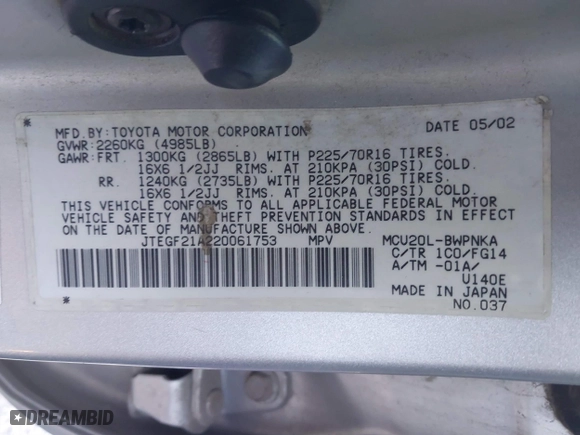 MFD. BY: TOYOTA MOTOR CORPORATION DATE 05/02
GVWR: 2260KG (4985LB)
GAWR: FRT. 1300KG (2865LB) WITH P225/70R16 TIRES.
16X6 1/2JJ RIMS. AT 210KPA (30PSI) COLD.
RR. 1240KG (2735LB) WITH P225/70R16 TIRES.
16X6 1/2JJ RIMS. AT 210KPA (30PSI) COLD.
THIS VEHICLE CONFORMS TO ALL APPLICABLE FEDERAL MOTOR
VEHICLE SAFETY AND THEFT PREVENTION STANDARDS IN EFFECT
ON THE DATE OF MANUFACTURE SHOWN ABOVE.
JTEGF21A220061753 MPV MCU20L-BWPNKA
C/TR 1C0/FG14
A/TM -01A/
U140E
MADE IN JAPAN
NO.037
DREAMBID